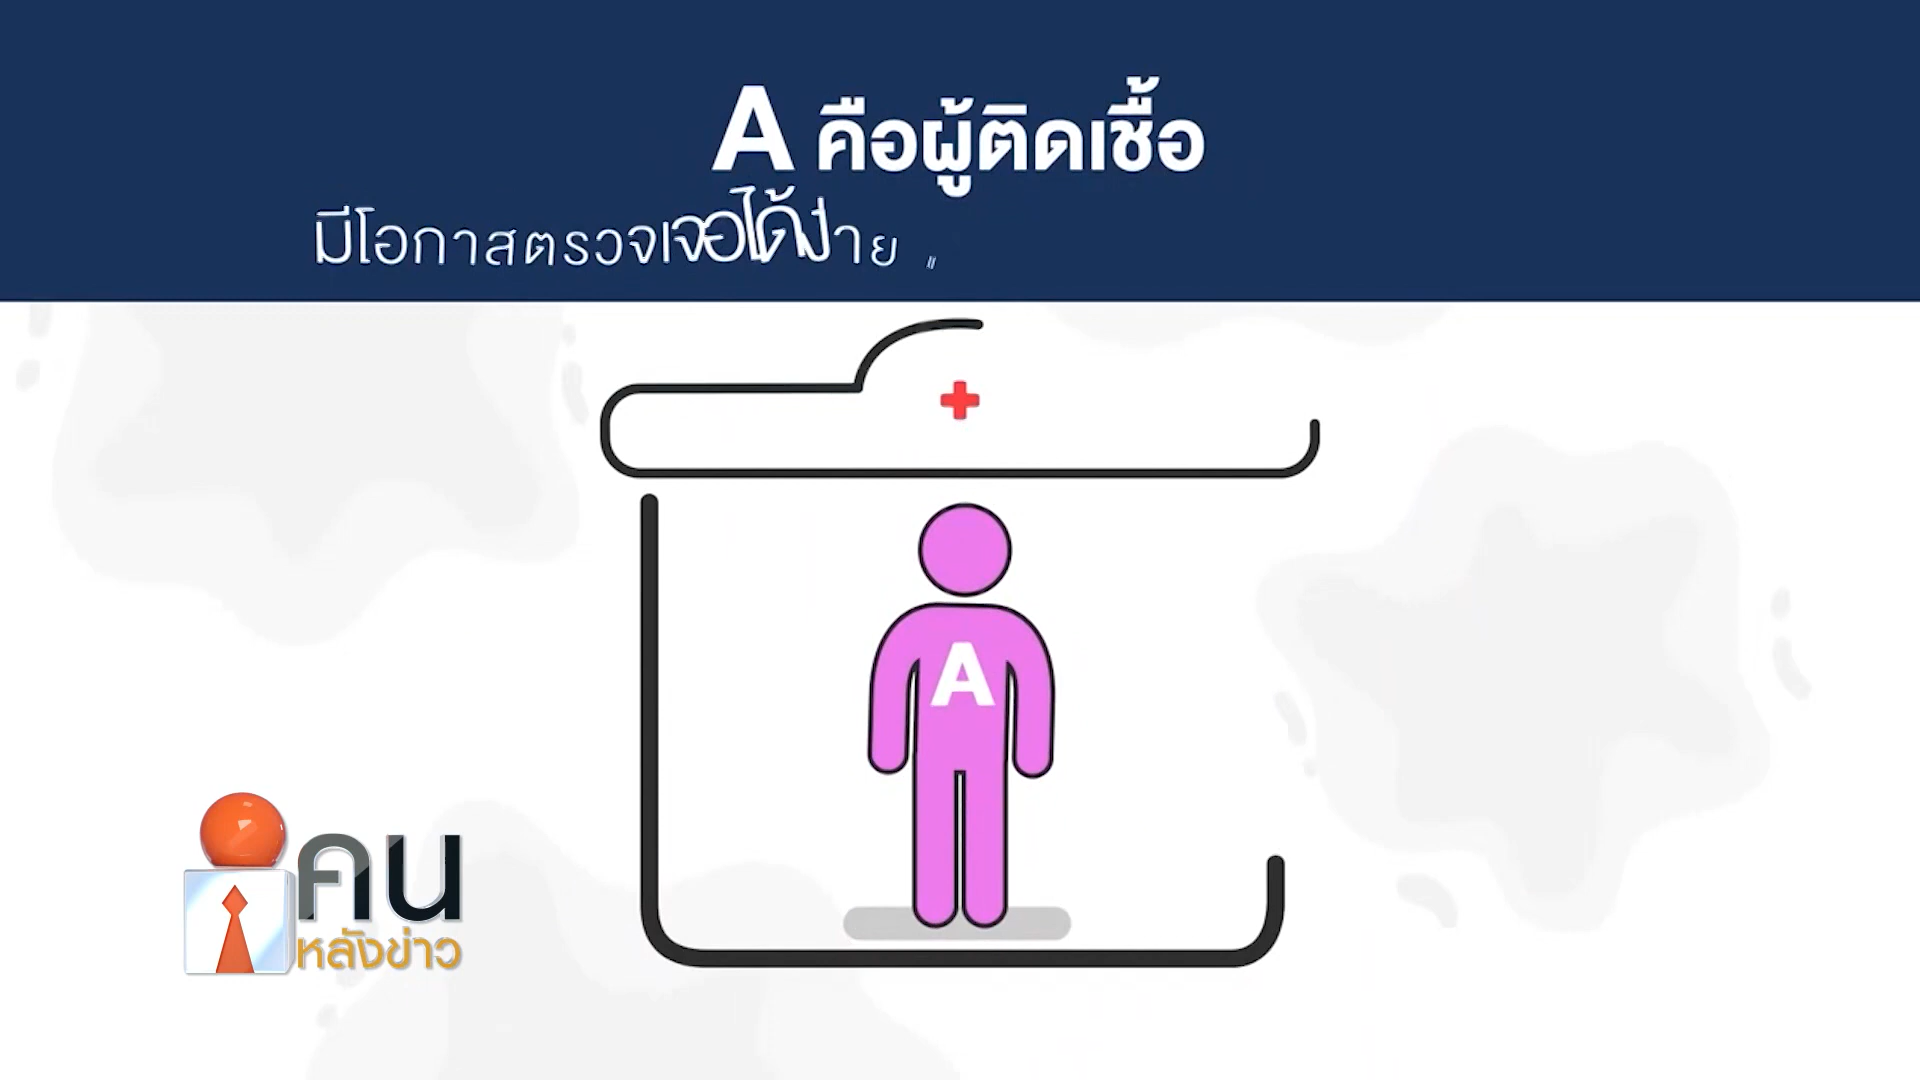 A คือผู้ติดเชื้อ
มีโอกาสตรวจเจอได้ง่าย
A
คน
หลังข่าว